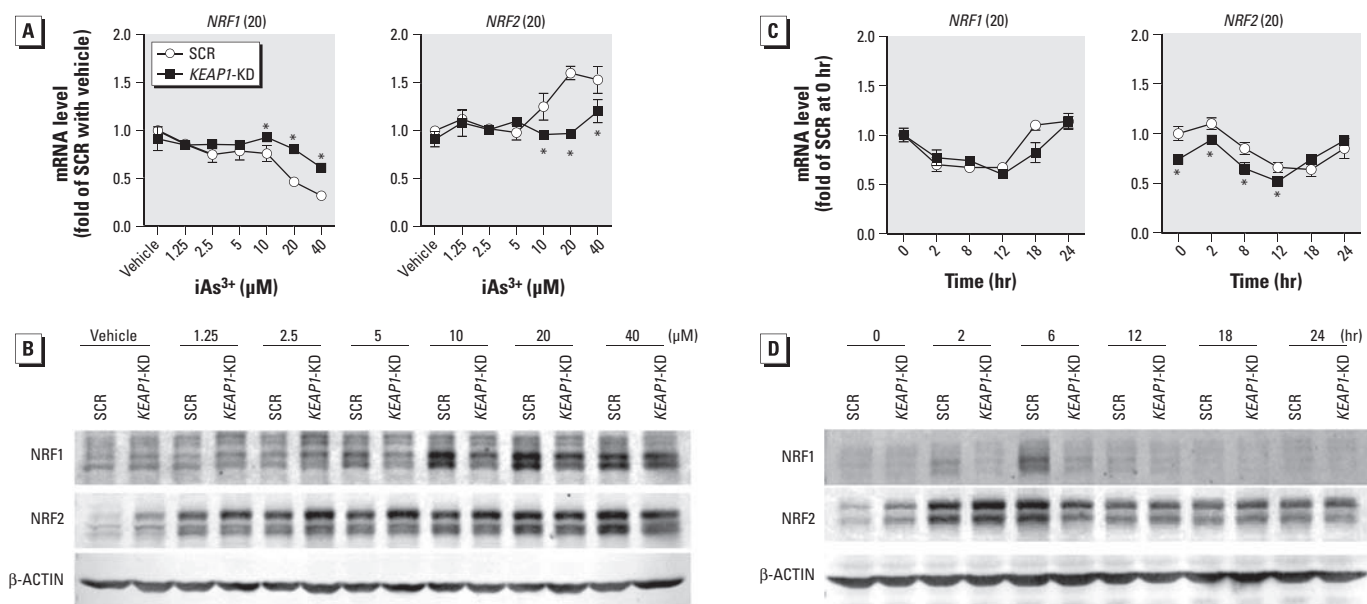 A
NRF1 (20)
mRNA level
(fold of SCR with vehicle)
2.0
1.5
1.0
0.5
0.0
SCR
KEAP1-KD
*
*
*
Vehicle
1.25
2.5
5
10
20
40
iAs³⁺ (µM)
NRF2 (20)
2.0
1.5
1.0
0.5
0.0
*
*
*
Vehicle
1.25
2.5
5
10
20
40
iAs³⁺ (µM)
C
NRF1 (20)
mRNA level
(fold of SCR at 0 hr)
2.0
1.5
1.0
0.5
0.0
0
2
8
12
18
24
Time (hr)
NRF2 (20)
2.0
1.5
1.0
0.5
0.0
*
*
*
*
0
2
8
12
18
24
Time (hr)
B
Vehicle 1.25 2.5 5 10 20 40 (µM)
SCR KEAP1-KD SCR KEAP1-KD SCR KEAP1-KD SCR KEAP1-KD SCR KEAP1-KD SCR KEAP1-KD SCR KEAP1-KD
NRF1
NRF2
β-ACTIN
D
0 2 6 12 18 24 (hr)
SCR KEAP1-KD SCR KEAP1-KD SCR KEAP1-KD SCR KEAP1-KD SCR KEAP1-KD SCR KEAP1-KD
NRF1
NRF2
β-ACTIN